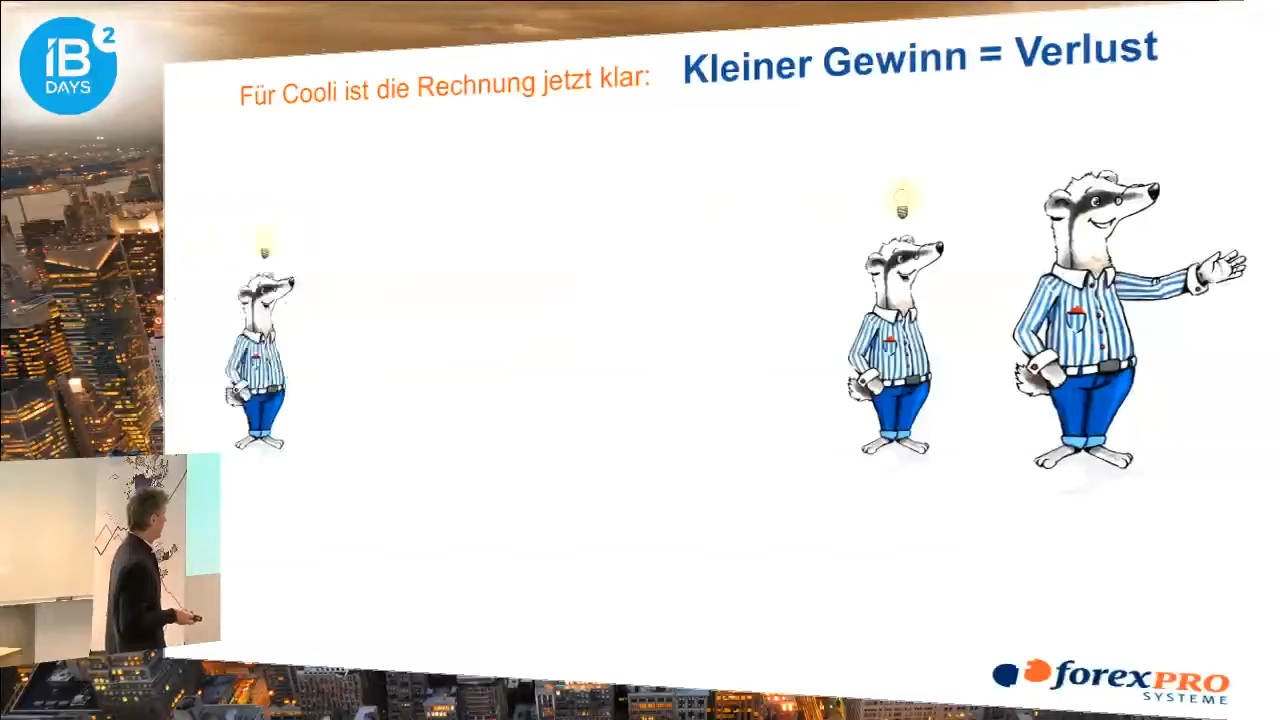 IB
2
DAYS
Für Cooli ist die Rechnung jetzt klar: Kleiner Gewinn = Verlust
forexPRO
SYSTEME